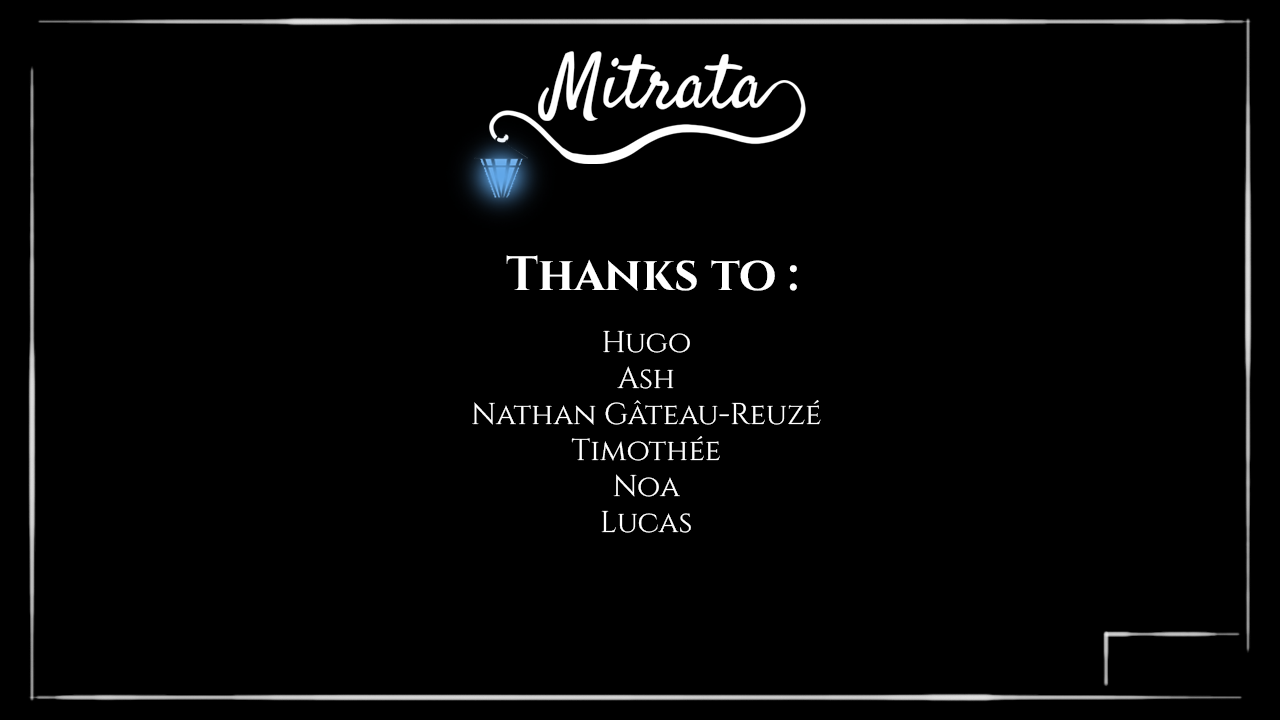 Mitrata
Thanks to :
Hugo
Ash
Nathan Gâteau-Reuzé
Timothée
Noa
Lucas